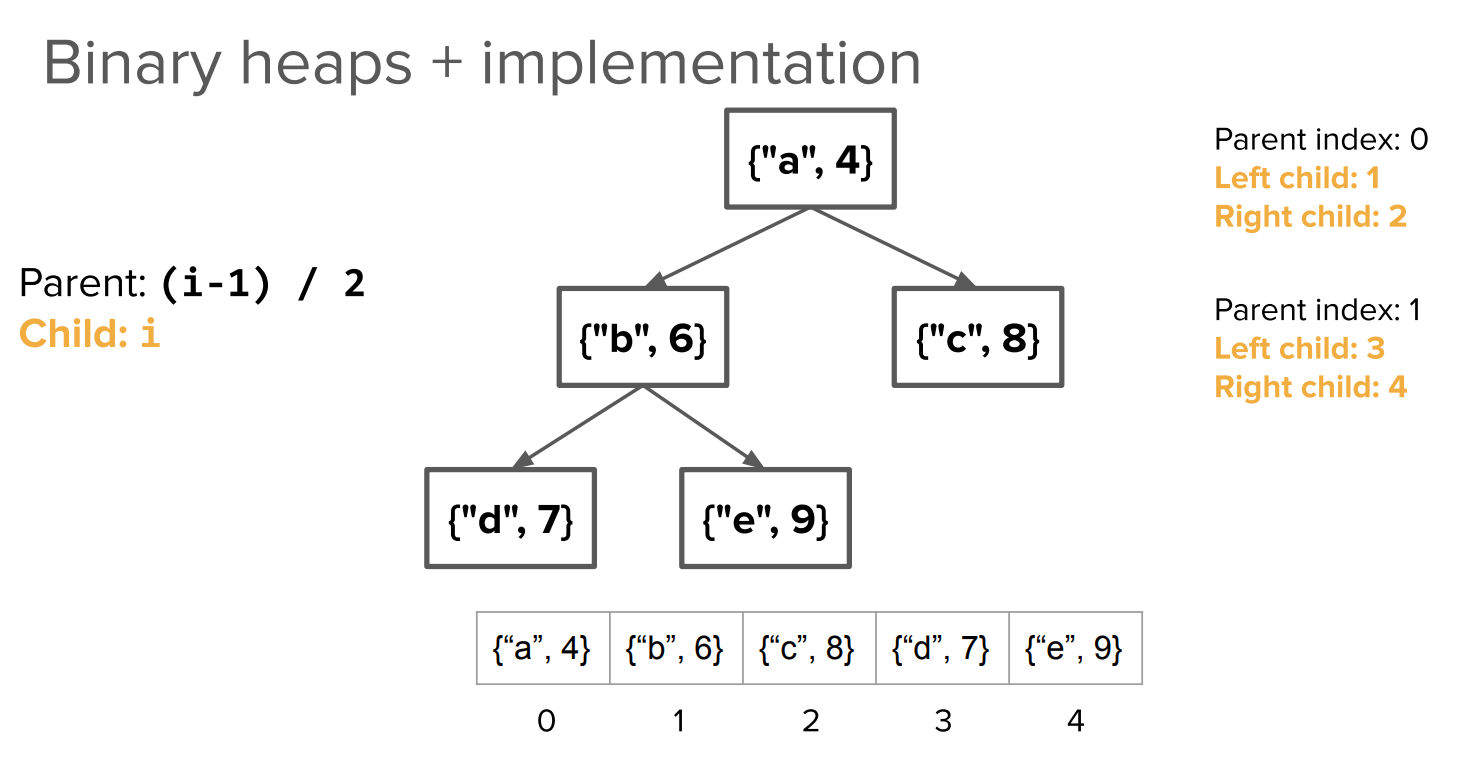 Binary heaps + implementation
{"a", 4}
Parent index: 0
Left child: 1
Right child: 2
Parent: (i-1) / 2
Child: i
{"b", 6}
{"c", 8}
Parent index: 1
Left child: 3
Right child: 4
{"d", 7}
{"e", 9}
{“a”, 4} {“b”, 6} {“c”, 8} {“d”, 7} {“e”, 9}
0 1 2 3 4